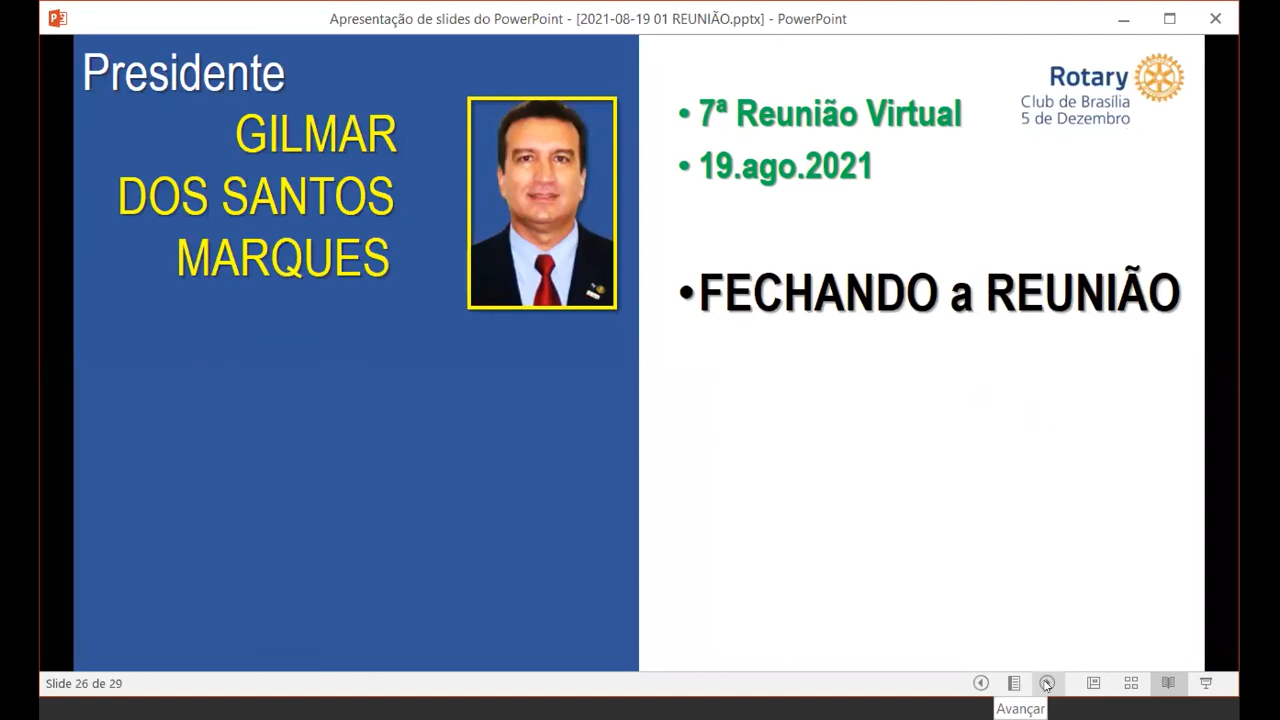 Apresentação de slides do PowerPoint - [2021-08-19 01 REUNIÃO.pptx] - PowerPoint
Presidente
GILMAR
DOS SANTOS
MARQUES
Rotary
Club de Brasília
5 de Dezembro
• 7ª Reunião Virtual
• 19.ago.2021
•FECHANDO a REUNIÃO
Slide 26 de 29
Avançar